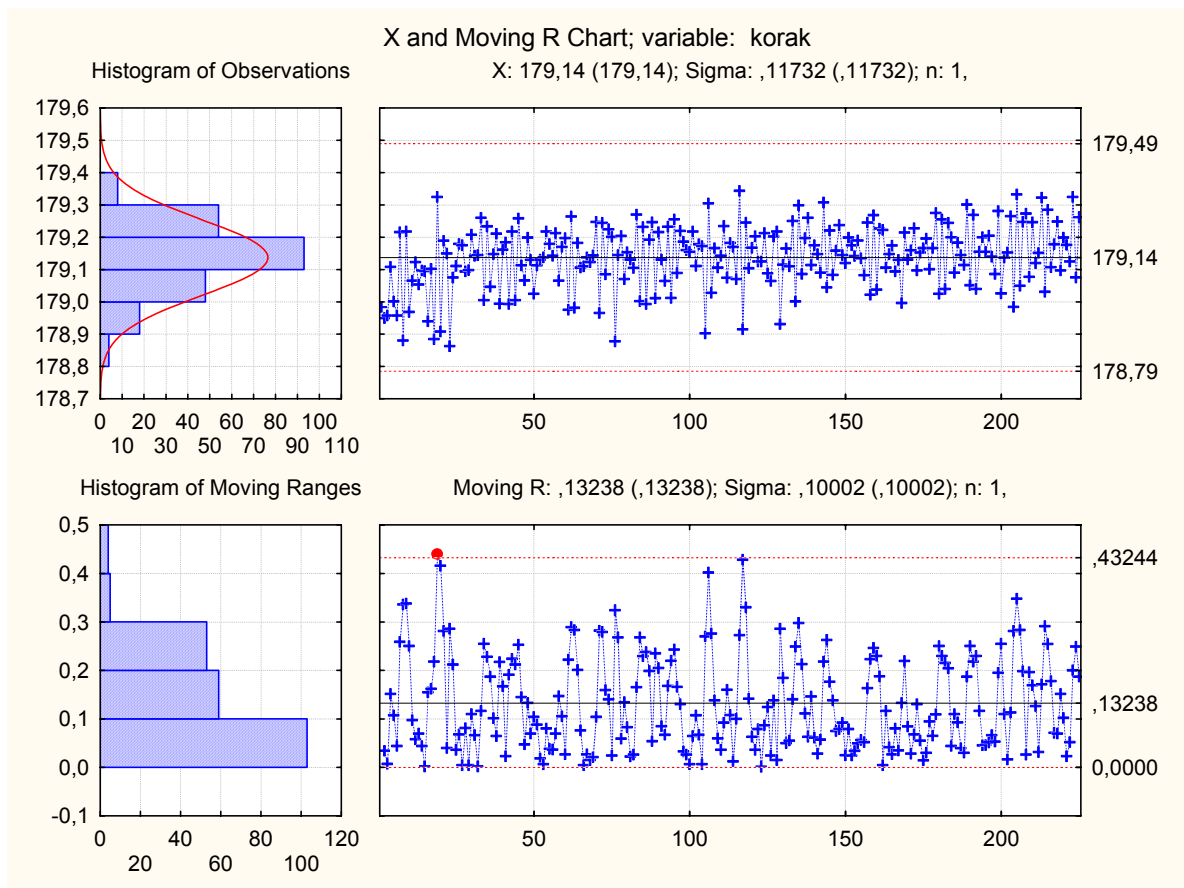 X and Moving R Chart; variable:  korak
Histogram of Observations
X: 179,14 (179,14); Sigma: ,11732 (,11732); n: 1,
179,6
179,5
179,4
179,3
179,2
179,1
179,0
178,9
178,8
178,7
0 20 40 60 80 100
10 30 50 70 90 110
179,49
179,14
178,79
50 100 150 200
Histogram of Moving Ranges
Moving R: ,13238 (,13238); Sigma: ,10002 (,10002); n: 1,
0,5
0,4
0,3
0,2
0,1
0,0
-0,1
0 40 80 120
20 60 100
,43244
,13238
0,0000
50 100 150 200